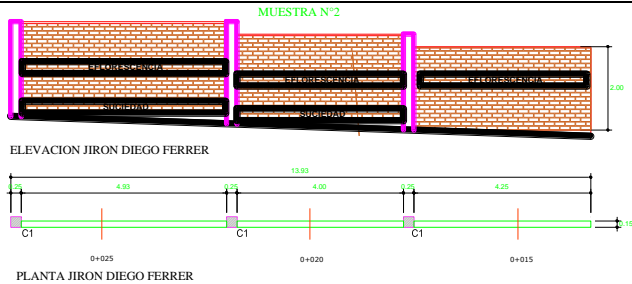 MUESTRA N°2
EFLORESCENCIA
EFLORESCENCIA
EFLORESCENCIA
2.00
SUCIEDAD
SUCIEDAD
ELEVACION JIRON DIEGO FERRER
13.93
0.25 4.93 0.25 4.00 0.25 4.25
0.15
C1 C1 C1
0+025 0+020 0+015
PLANTA JIRON DIEGO FERRER